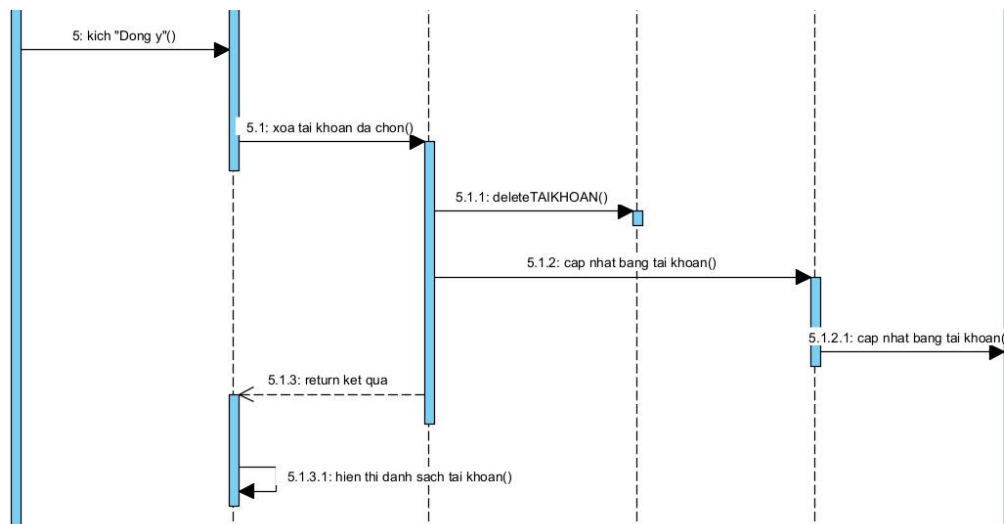 5: kich "Dong y"()
5.1: xoa tai khoan da chon()
5.1.1: deleteTAIKHOAN()
5.1.2: cap nhat bang tai khoan()
5.1.2.1: cap nhat bang tai khoan(
5.1.3: return ket qua
5.1.3.1: hien thi danh sach tai khoan()